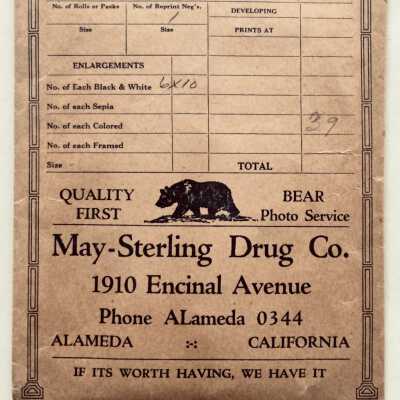 No. of Rolls or Paks No. of Reprint Neg's. DEVELOPING
1
Size Size PRINTS AT
ENLARGEMENTS
No. of Each Black & White 6x10
No. of each Sepia
No. of each Colored 39
No. of each Framed
Size TOTAL
QUALITY FIRST
BEAR Photo Service
May-Sterling Drug Co.
1910 Encinal Avenue
Phone ALameda 0344
ALAMEDA CALIFORNIA
IF ITS WORTH HAVING, WE HAVE IT